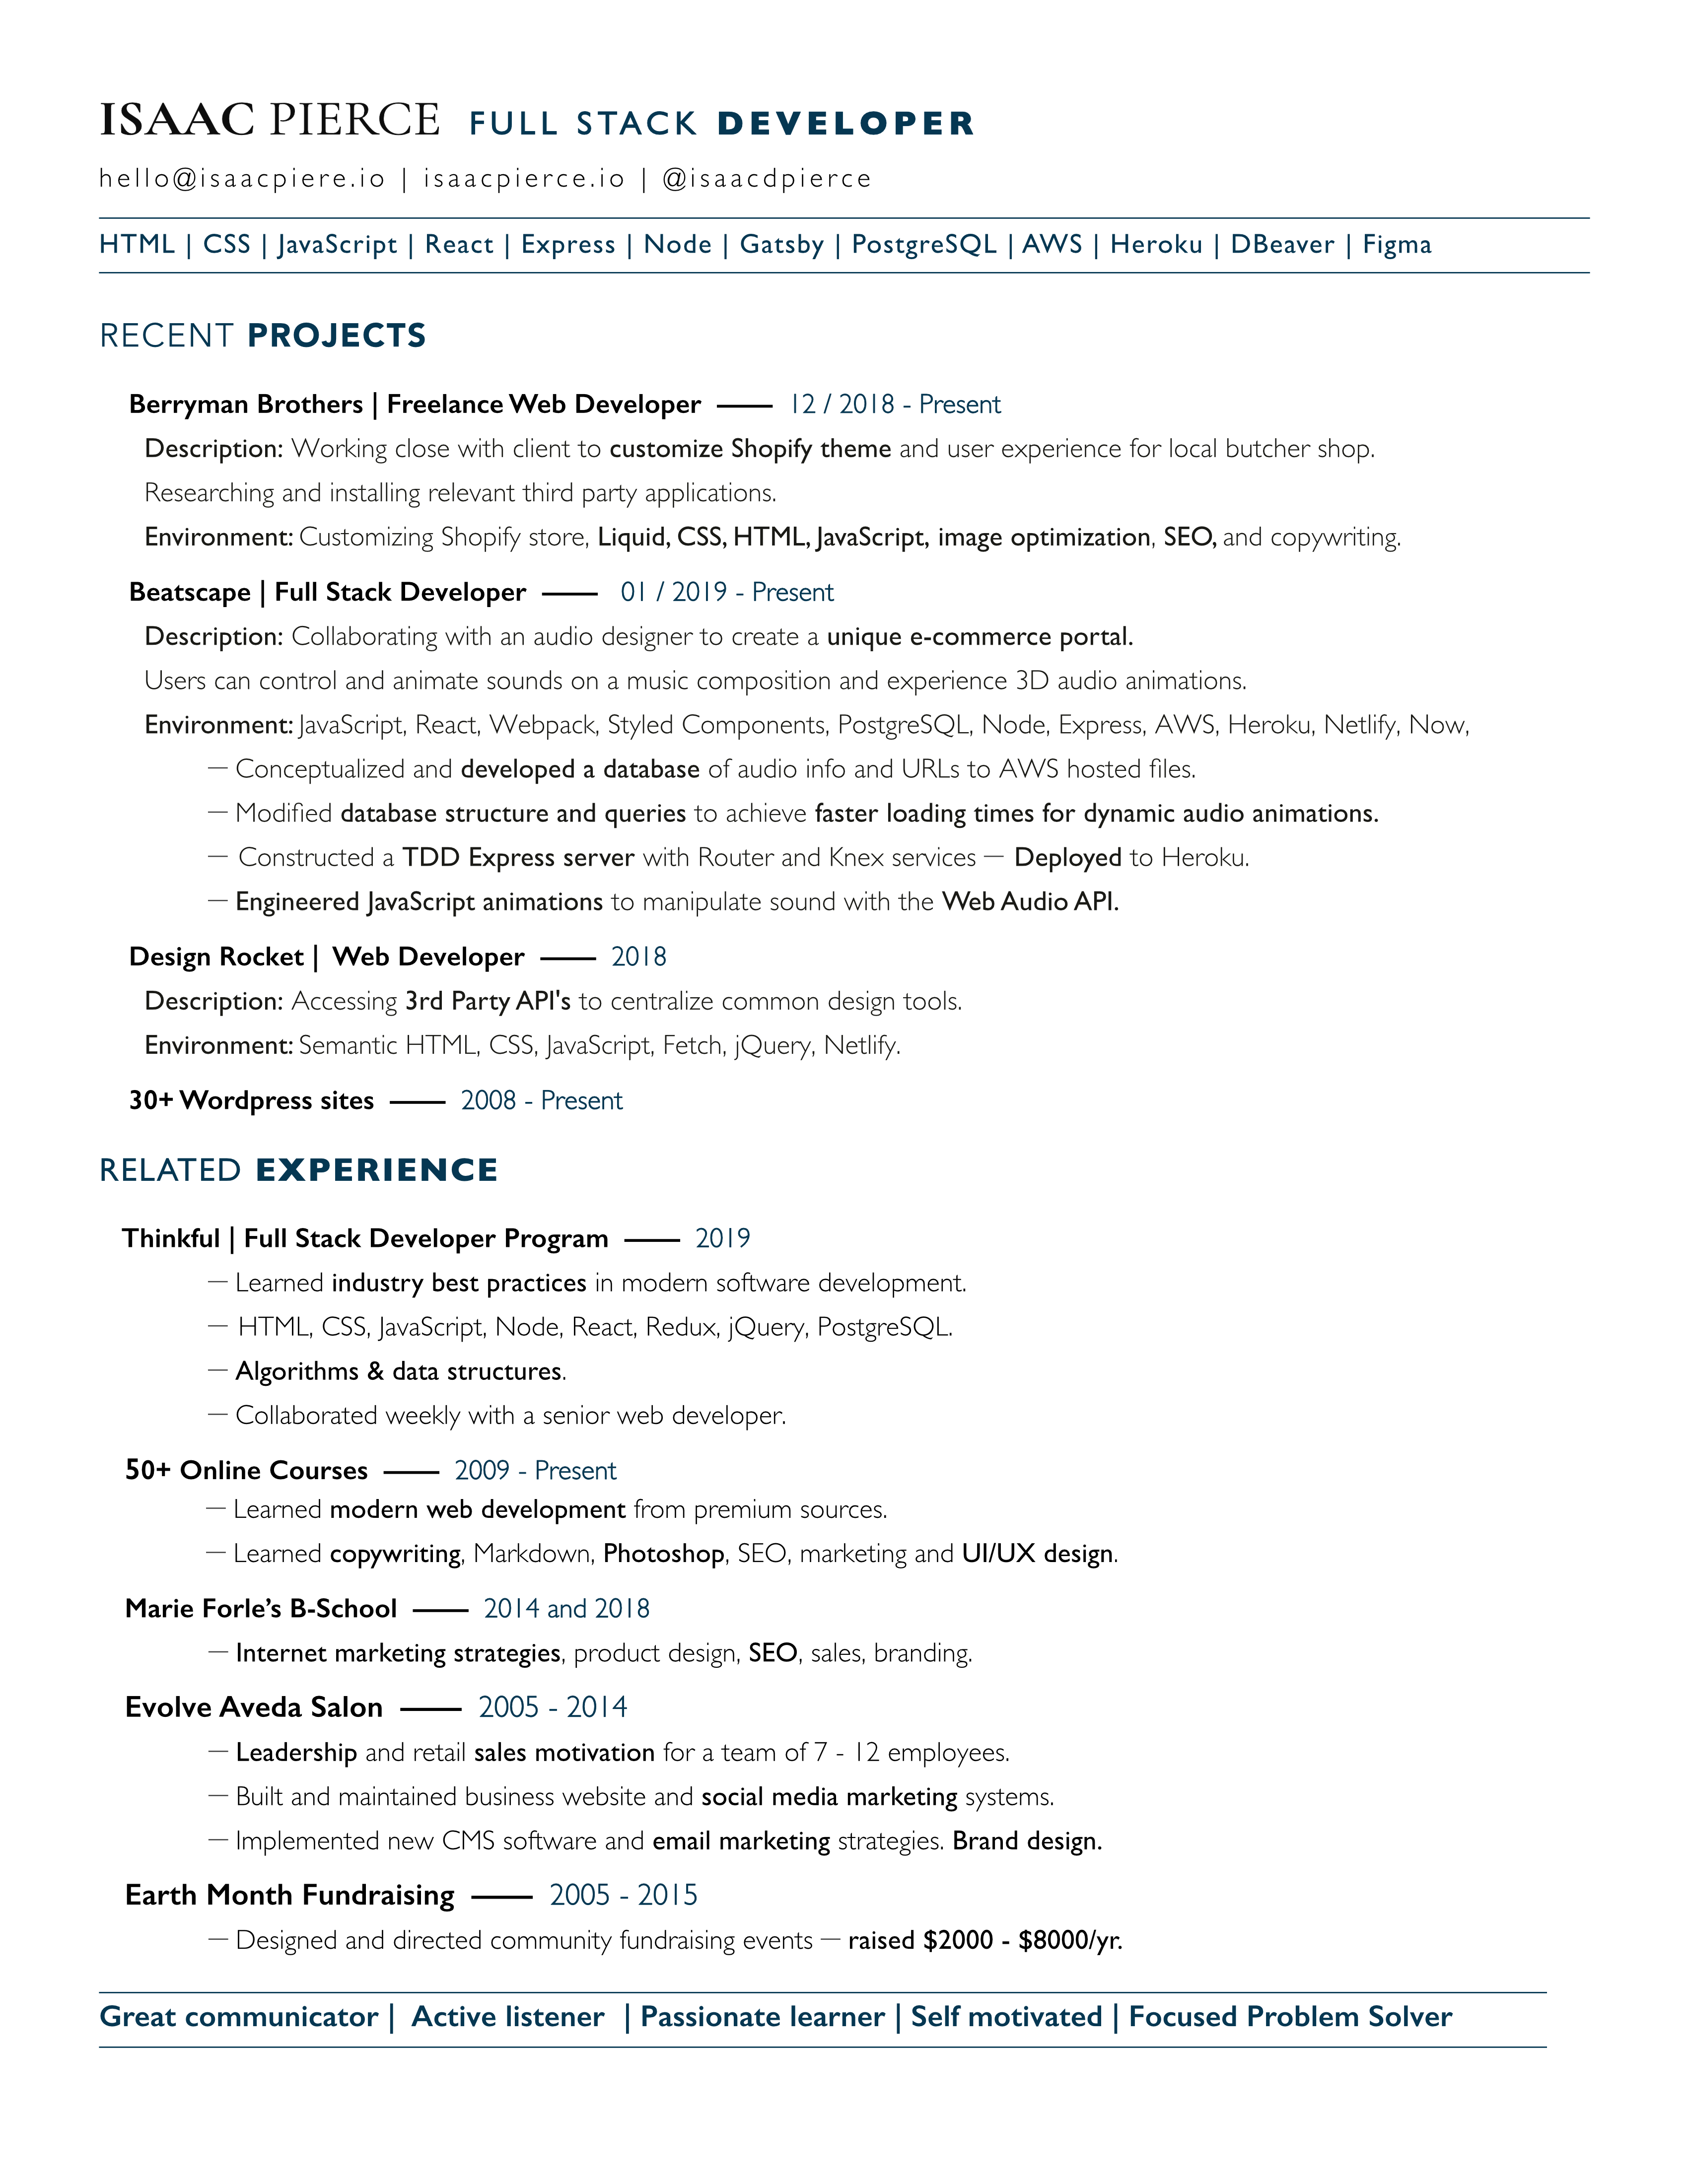 ISAAC PIERCE FULL STACK DEVELOPER
hello@isaacpiere.io | isaacpierce.io | @isaacdpierce
HTML | CSS | JavaScript | React | Express | Node | Gatsby | PostgreSQL | AWS | Heroku | DBeaver | Figma
RECENT PROJECTS
Berryman Brothers | Freelance Web Developer —— 12 / 2018 - Present
Description: Working close with client to customize Shopify theme and user experience for local butcher shop.
Researching and installing relevant third party applications.
Environment: Customizing Shopify store, Liquid, CSS, HTML, JavaScript, image optimization, SEO, and copywriting.
Beatscape | Full Stack Developer —— 01 / 2019 - Present
Description: Collaborating with an audio designer to create a unique e-commerce portal.
Users can control and animate sounds on a music composition and experience 3D audio animations.
Environment: JavaScript, React, Webpack, Styled Components, PostgreSQL, Node, Express, AWS, Heroku, Netlify, Now,
— Conceptualized and developed a database of audio info and URLs to AWS hosted files.
— Modified database structure and queries to achieve faster loading times for dynamic audio animations.
— Constructed a TDD Express server with Router and Knex services — Deployed to Heroku.
— Engineered JavaScript animations to manipulate sound with the Web Audio API.
Design Rocket | Web Developer —— 2018
Description: Accessing 3rd Party API's to centralize common design tools.
Environment: Semantic HTML, CSS, JavaScript, Fetch, jQuery, Netlify.
30+ Wordpress sites —— 2008 - Present
RELATED EXPERIENCE
Thinkful | Full Stack Developer Program —— 2019
— Learned industry best practices in modern software development.
— HTML, CSS, JavaScript, Node, React, Redux, jQuery, PostgreSQL.
— Algorithms & data structures.
— Collaborated weekly with a senior web developer.
50+ Online Courses —— 2009 - Present
— Learned modern web development from premium sources.
— Learned copywriting, Markdown, Photoshop, SEO, marketing and UI/UX design.
Marie Forle’s B-School —— 2014 and 2018
— Internet marketing strategies, product design, SEO, sales, branding.
Evolve Aveda Salon —— 2005 - 2014
— Leadership and retail sales motivation for a team of 7 - 12 employees.
— Built and maintained business website and social media marketing systems.
— Implemented new CMS software and email marketing strategies. Brand design.
Earth Month Fundraising —— 2005 - 2015
— Designed and directed community fundraising events — raised $2000 - $8000/yr.
Great communicator | Active listener | Passionate learner | Self motivated | Focused Problem Solver